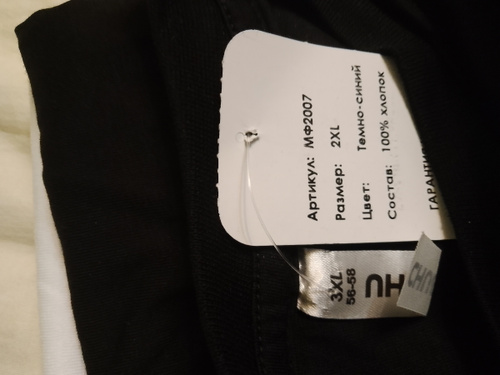 Артикул: МФ2007
Размер: 2XL
Цвет: Темно-синий
Состав: 100% хлопок
3XL
56-58